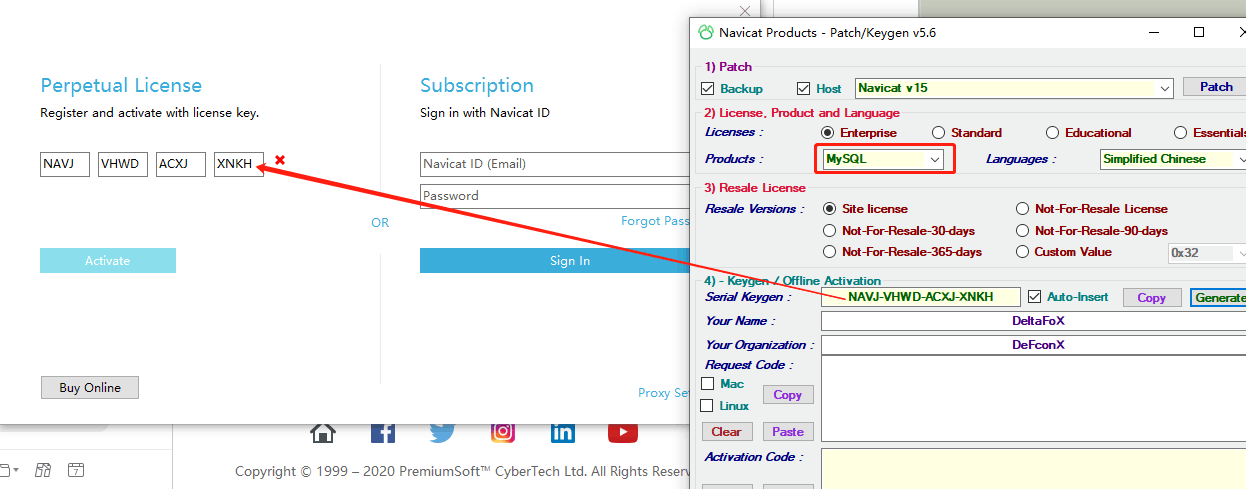 Perpetual License
Register and activate with license key.
NAVJ VHWD ACXJ XNKH
Activate
Buy Online
OR
Subscription
Sign in with Navicat ID
Navicat ID (Email)
Password
Forgot Pass
Sign In
Proxy Set
Copyright © 1999 – 2020 PremiumSoft™ CyberTech Ltd. All Rights Reserv
7
Navicat Products - Patch/Keygen v5.6
1) Patch
Backup Host Navicat v15 Patch
2) License, Product and Language
Licenses : Enterprise Standard Educational Essentials
Products : MySQL Languages : Simplified Chinese
3) Resale License
Resale Versions : Site license Not-For-Resale License
Not-For-Resale-30-days Not-For-Resale-90-days
Not-For-Resale-365-days Custom Value 0x32
4) - Keygen / Offline Activation
Serial Keygen : NAVJ-VHWD-ACXJ-XNKH Auto-Insert Copy Generate
Your Name : DeltaFoX
Your Organization : DeFconX
Request Code :
Mac
Linux
Copy
Clear Paste
Activation Code :